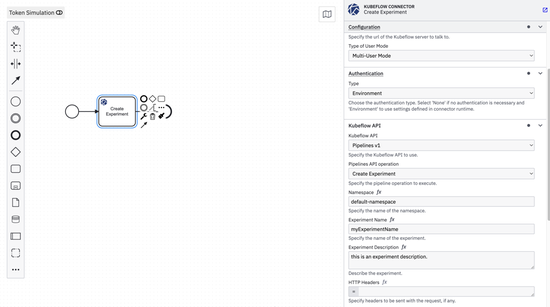 Token Simulation
Create
Experiment
KUBEFLOW CONNECTOR
Create Experiment
Configuration
Specify the url of the Kubeflow server to talk to.
Type of User Mode
Multi-User Mode
Authentication
Type
Environment
Choose the authentication type. Select 'None' if no authentication is necessary and
'Environment' to use settings defined in connector runtime.
Kubeflow API
Kubeflow API
Pipelines v1
Specify the Kubeflow API to use.
Pipelines API operation
Create Experiment
Specify the pipeline operation to execute.
Namespace fx
default-namespace
Specify the name of the namespace.
Experiment Name fx
myExperimentName
Specify the name of the experiment.
Experiment Description fx
this is an experiment description.
Describe the experiment.
HTTP Headers fx
=
Specify headers to be sent with the request, if any.